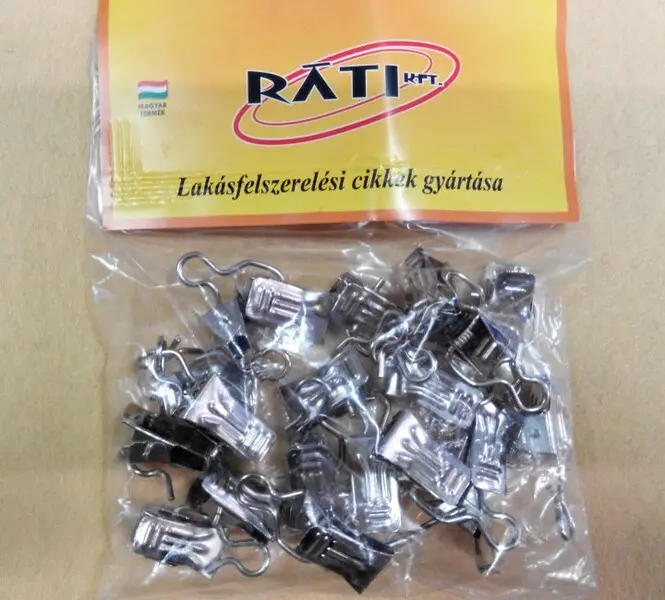 RÁTI KFT.
MAGYAR
TERMÉK
Lakásfelszerelési cikkek gyártása